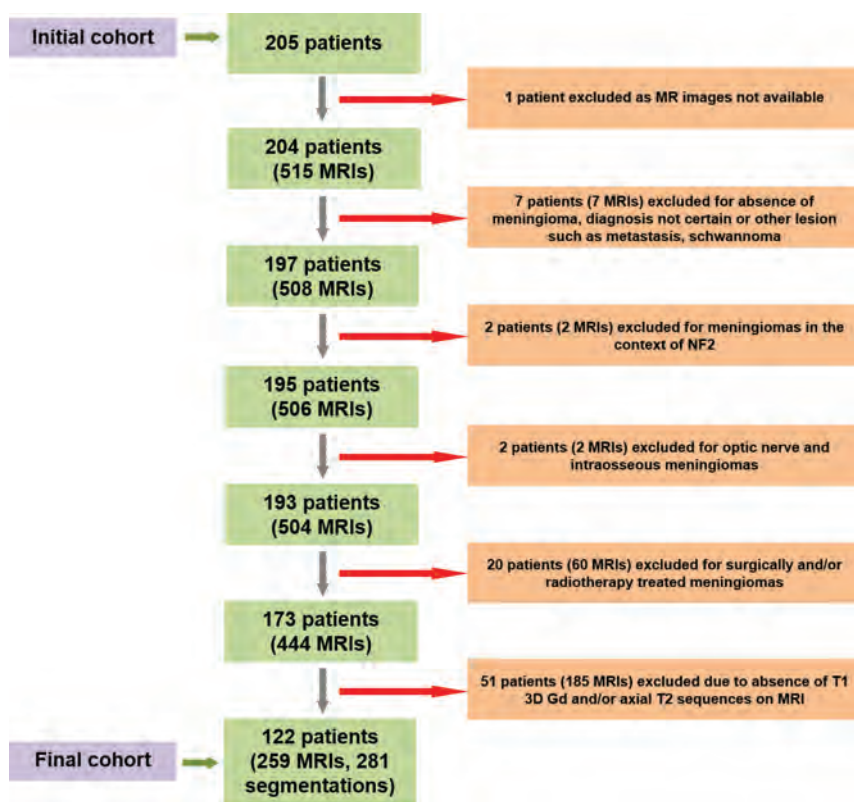 Initial cohort
205 patients
1 patient excluded as MR images not available
204 patients
(515 MRIs)
7 patients (7 MRIs) excluded for absence of
meningioma, diagnosis not certain or other lesion
such as metastasis, schwannoma
197 patients
(508 MRIs)
2 patients (2 MRIs) excluded for meningiomas in the
context of NF2
195 patients
(506 MRIs)
2 patients (2 MRIs) excluded for optic nerve and
intraosseous meningiomas
193 patients
(504 MRIs)
20 patients (60 MRIs) excluded for surgically and/or
radiotherapy treated meningiomas
173 patients
(444 MRIs)
51 patients (185 MRIs) excluded due to absence of T1
3D Gd and/or axial T2 sequences on MRI
Final cohort
122 patients
(259 MRIs, 281
segmentations)